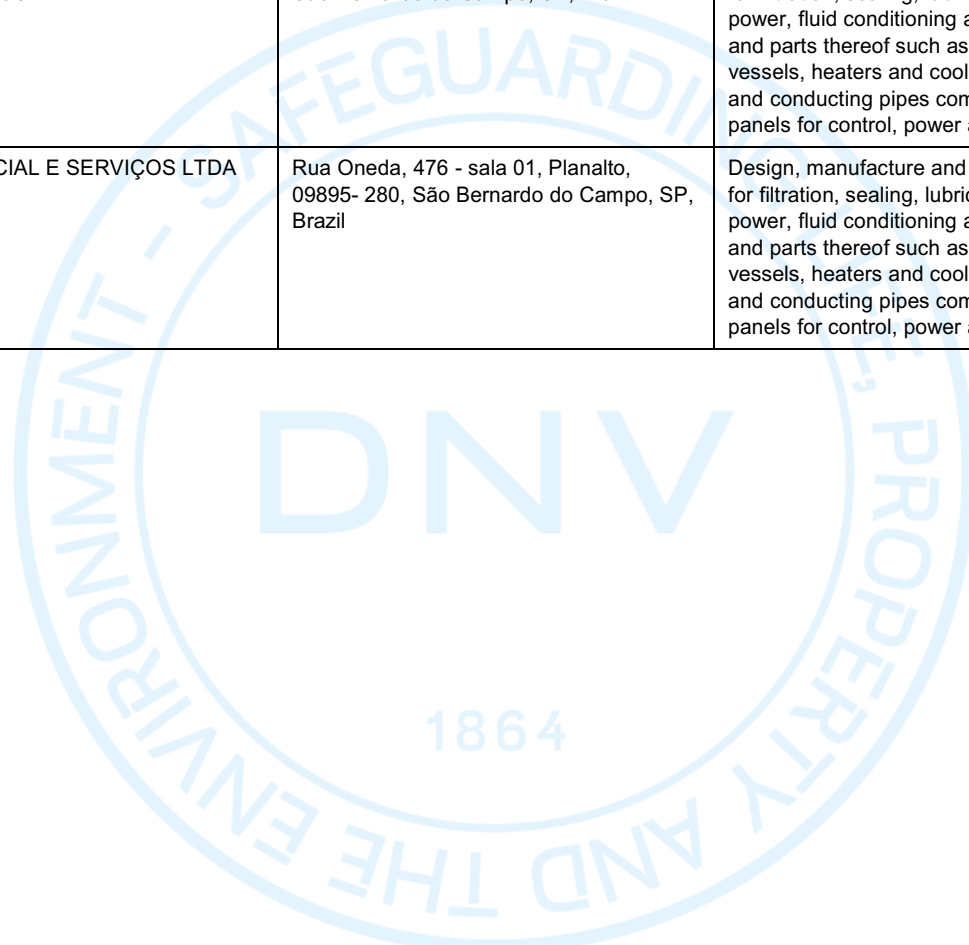 power, fluid conditioning
and parts thereof such as
vessels, heaters and cool
and conducting pipes com
panels for control, power
CIAL E SERVIÇOS LTDA
Rua Oneda, 476 - sala 01, Planalto,
09895- 280, São Bernardo do Campo, SP,
Brazil
Design, manufacture and
for filtration, sealing, lubric
power, fluid conditioning
and parts thereof such as
vessels, heaters and cool
and conducting pipes com
panels for control, power
SAFEGUARDING LIFE, PROPERTY AND THE ENVIRONMENT -
DNV
1864